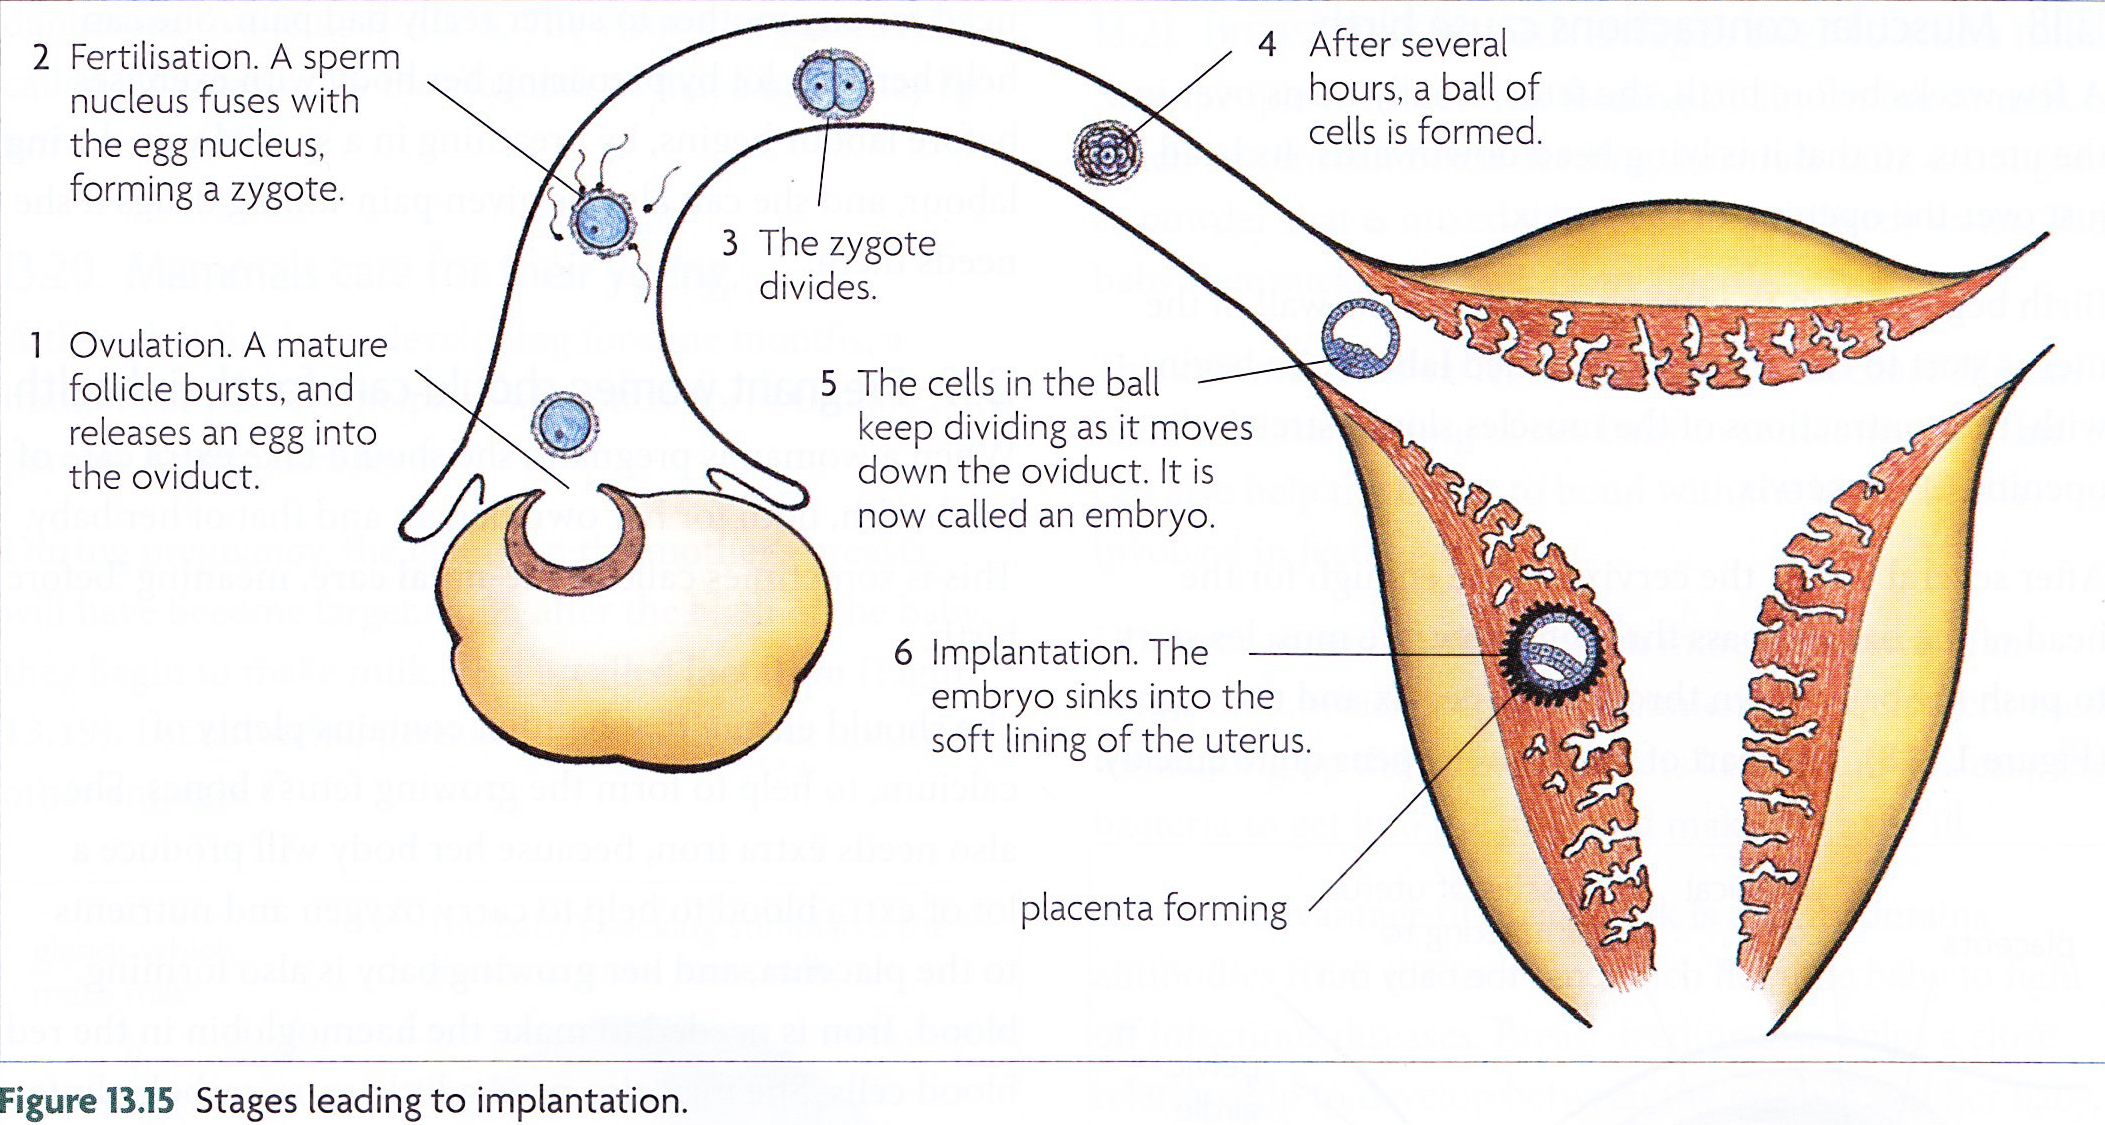 2 Fertilisation. A sperm
nucleus fuses with
the egg nucleus,
forming a zygote.
4 After several
hours, a ball of
cells is formed.
3 The zygote
divides.
1 Ovulation. A mature
follicle bursts, and
releases an egg into
the oviduct.
5 The cells in the ball
keep dividing as it moves
down the oviduct. It is
now called an embryo.
6 Implantation. The
embryo sinks into the
soft lining of the uterus.
placenta forming
Figure 13.15 Stages leading to implantation.